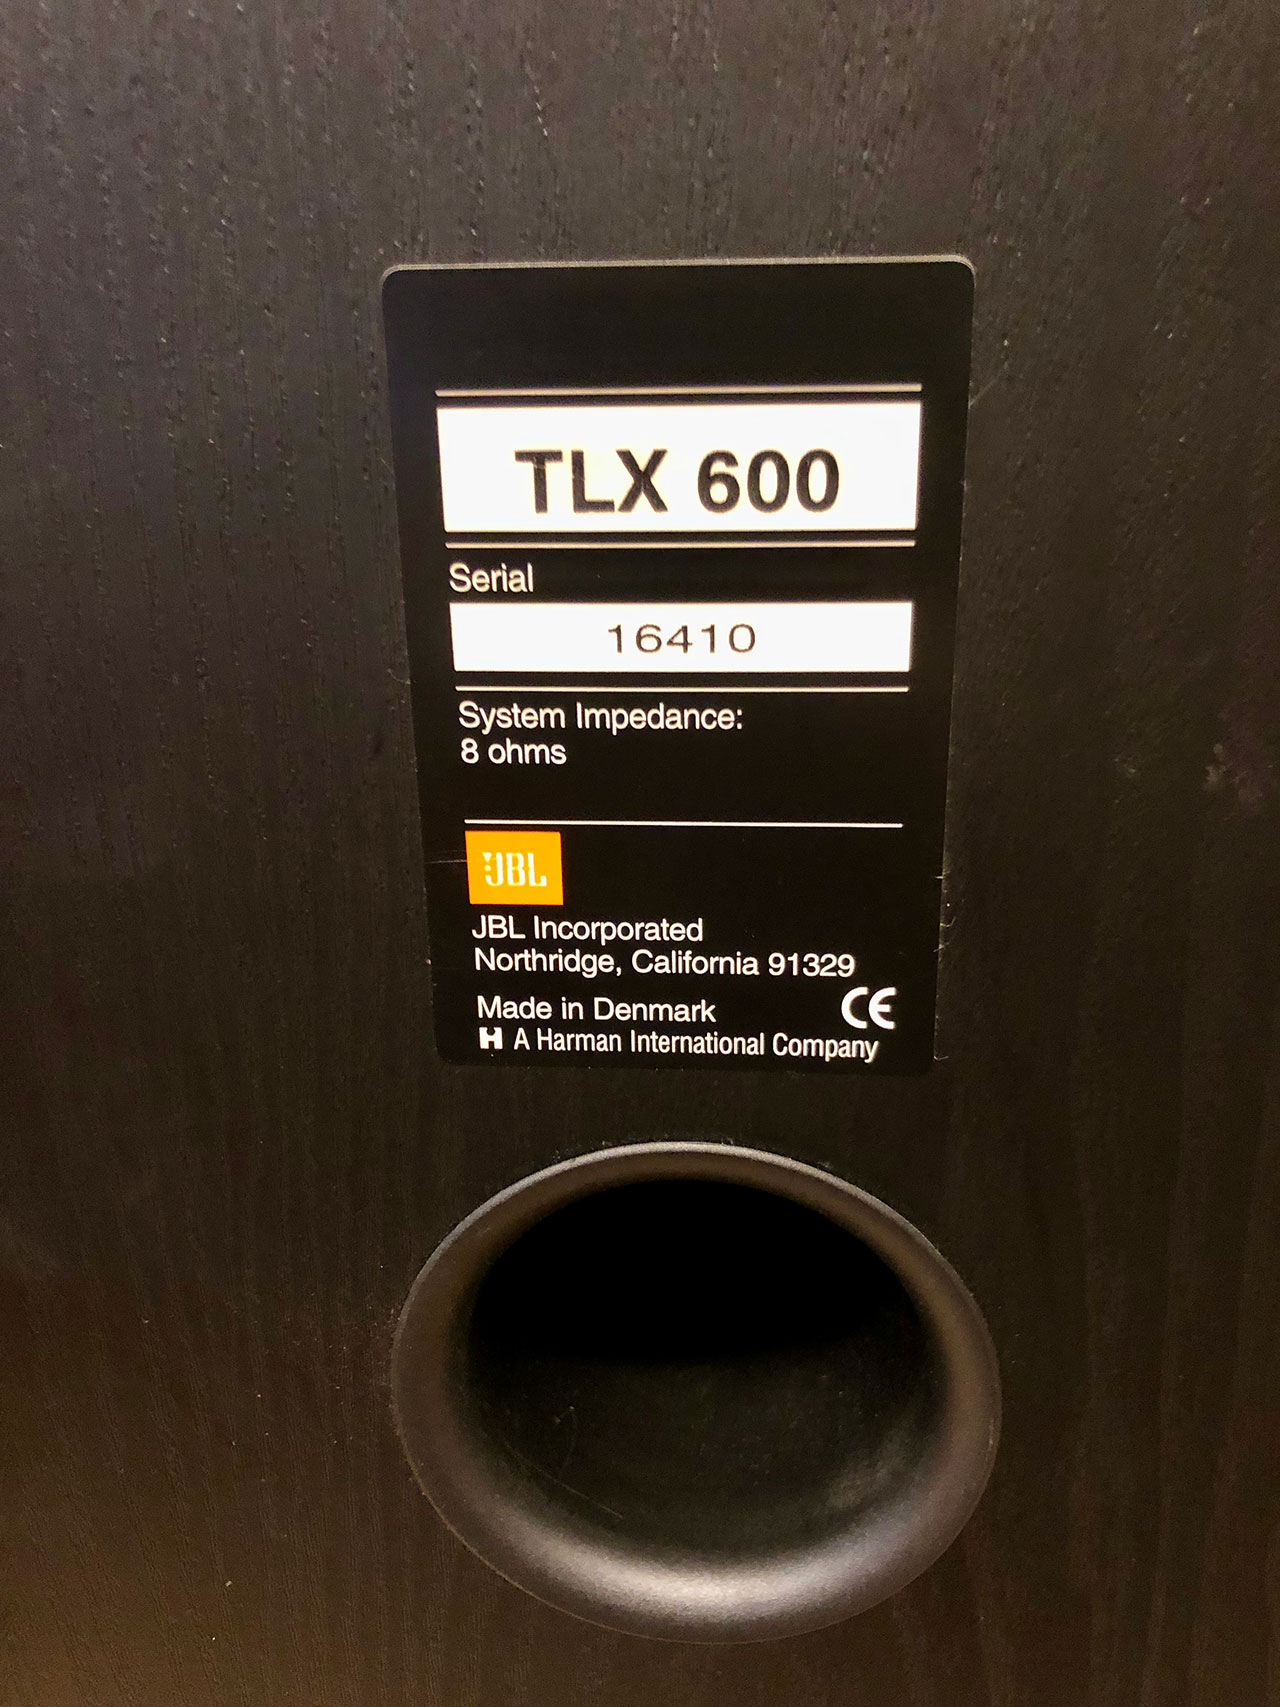 TLX 600
Serial
16410
System Impedance:
8 ohms
JBL
JBL Incorporated
Northridge, California 91329
Made in Denmark
CE
H A Harman International Company